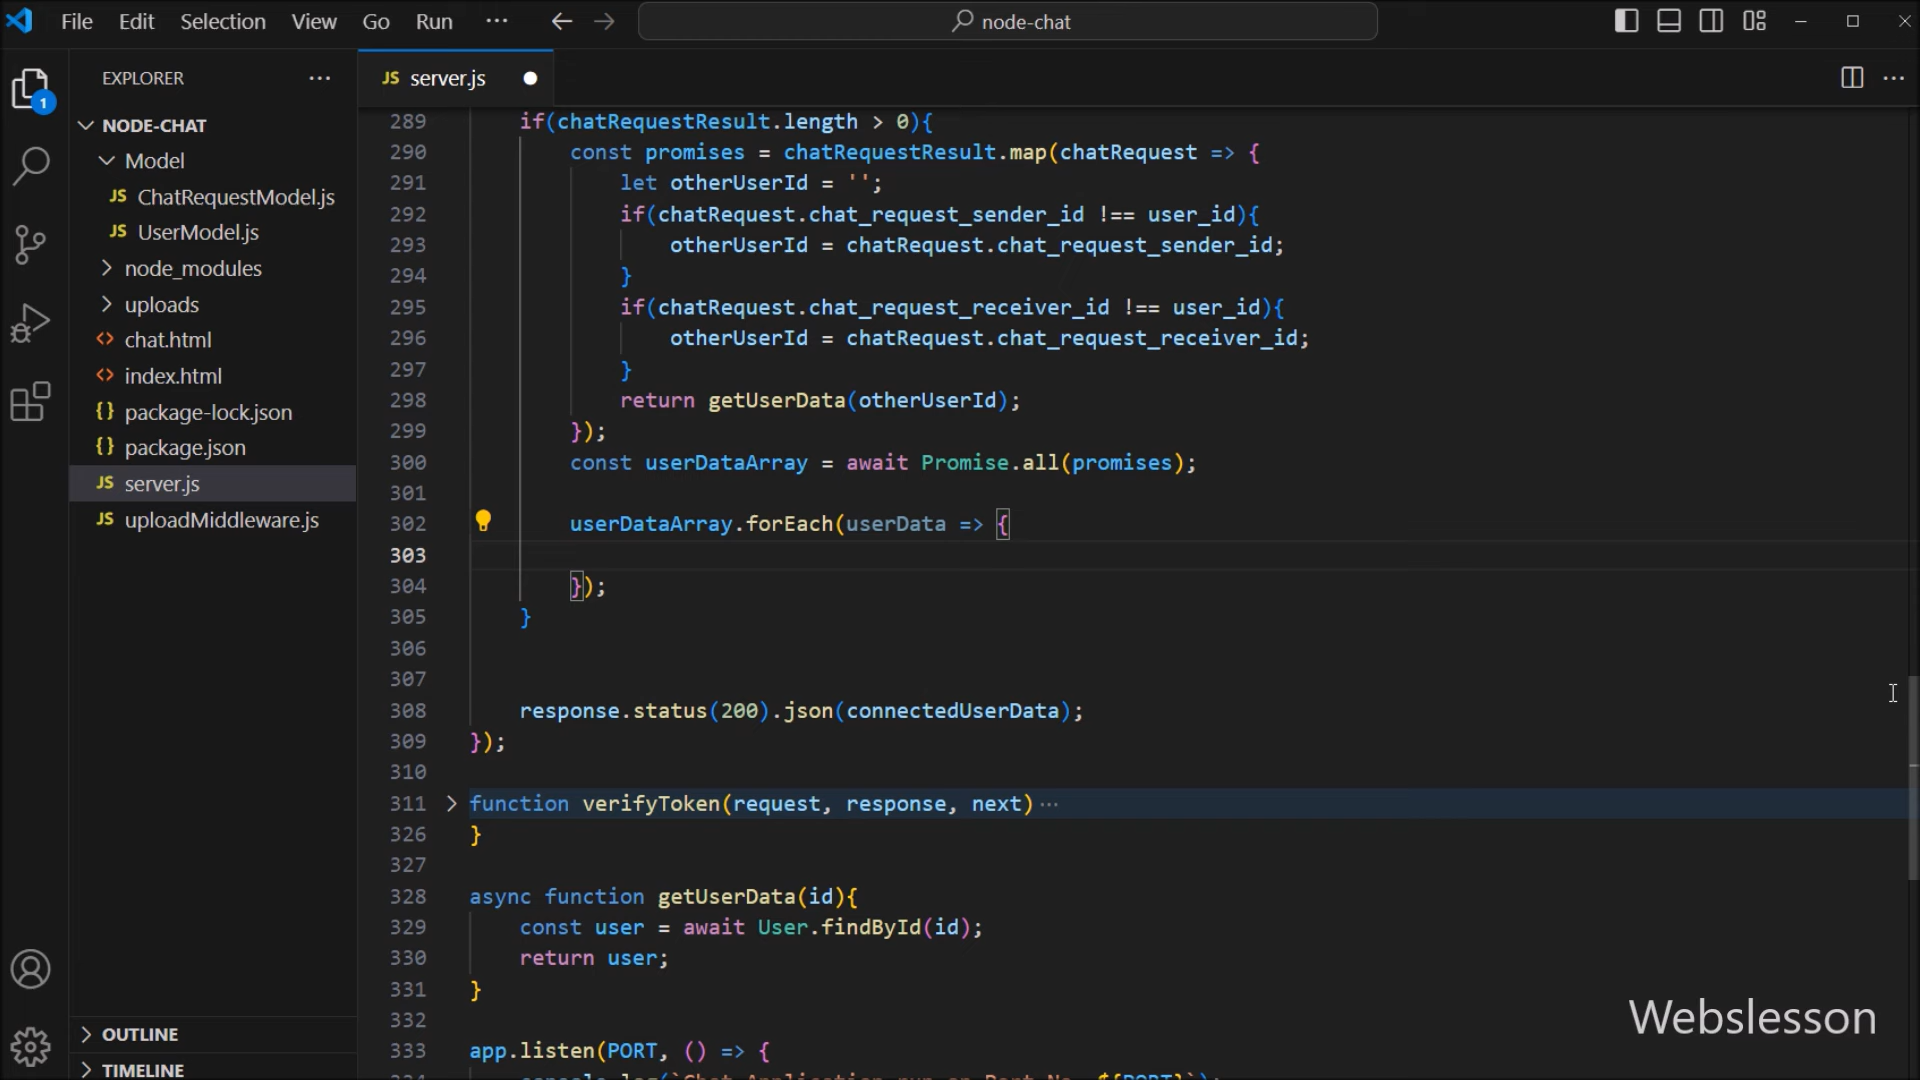 File Edit Selection View Go Run ··· node-chat
EXPLORER ···
JS server.js
NODE-CHAT
Model
JS ChatRequestModel.js
JS UserModel.js
node_modules
uploads
<> chat.html
<> index.html
{} package-lock.json
{} package.json
JS server.js
JS uploadMiddleware.js
OUTLINE
TIMELINE
1
289 if(chatRequestResult.length > 0){
290 const promises = chatRequestResult.map(chatRequest => {
291 let otherUserId = '';
292 if(chatRequest.chat_request_sender_id !== user_id){
293 otherUserId = chatRequest.chat_request_sender_id;
294 }
295 if(chatRequest.chat_request_receiver_id !== user_id){
296 otherUserId = chatRequest.chat_request_receiver_id;
297 }
298 return getUserData(otherUserId);
299 });
300 const userDataArray = await Promise.all(promises);
301
302 userDataArray.forEach(userData => {
303
304 });
305 }
306
307
308 response.status(200).json(connectedUserData);
309 });
310
311 function verifyToken(request, response, next) ···
326 }
327
328 async function getUserData(id){
329 const user = await User.findById(id);
330 return user;
331 }
332
333 app.listen(PORT, () => {
Webslesson